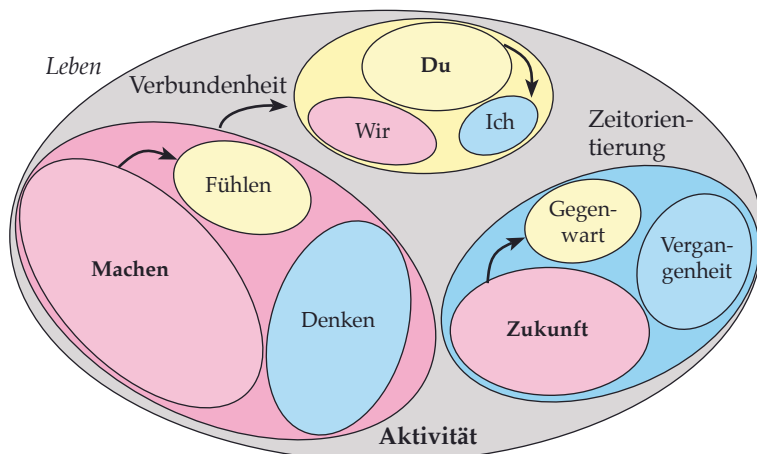 Leben
Verbundenheit
Du
Wir
Ich
Zeitorien-
tierung
Fühlen
Gegen-
wart
Machen
Vergan-
genheit
Denken
Zukunft
Aktivität